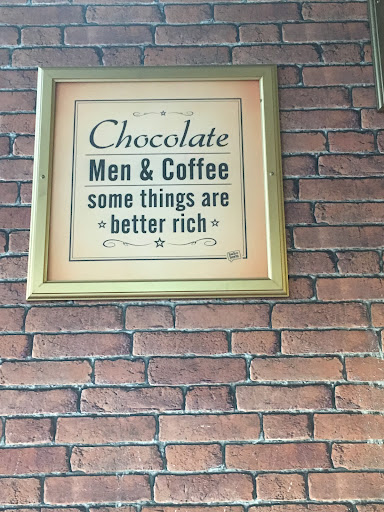 Chocolate
Men & Coffee
some things are
better rich